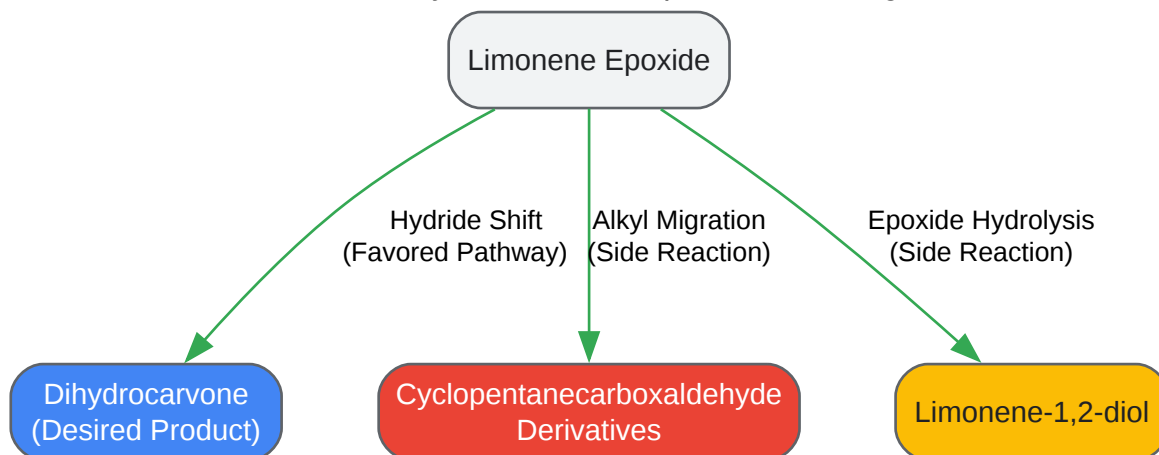 Limonene Epoxide
Hydride Shift
(Favored Pathway)
Alkyl Migration
(Side Reaction)
Epoxide Hydrolysis
(Side Reaction)
Dihydrocarvone
(Desired Product)
Cyclopentanecarboxaldehyde
Derivatives
Limonene-1,2-diol